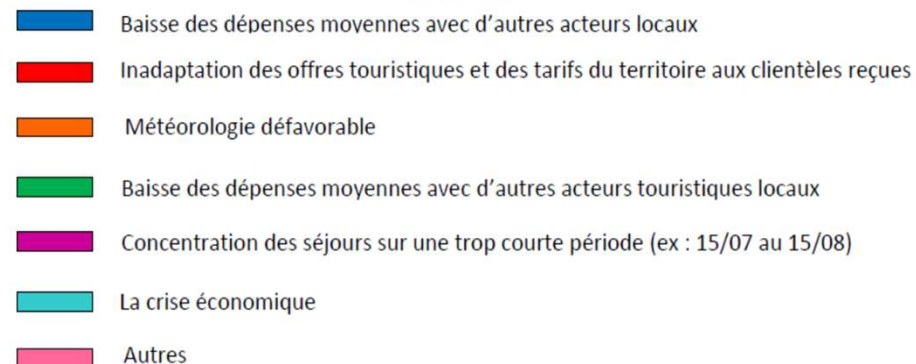 Baisse des dépenses moyennes avec d'autres acteurs locaux
Inadaptation des offres touristiques et des tarifs du territoire aux clientèles reçues
Météorologie défavorable
Baisse des dépenses moyennes avec d'autres acteurs touristiques locaux
Concentration des séjours sur une trop courte période (ex : 15/07 au 15/08)
La crise économique
Autres